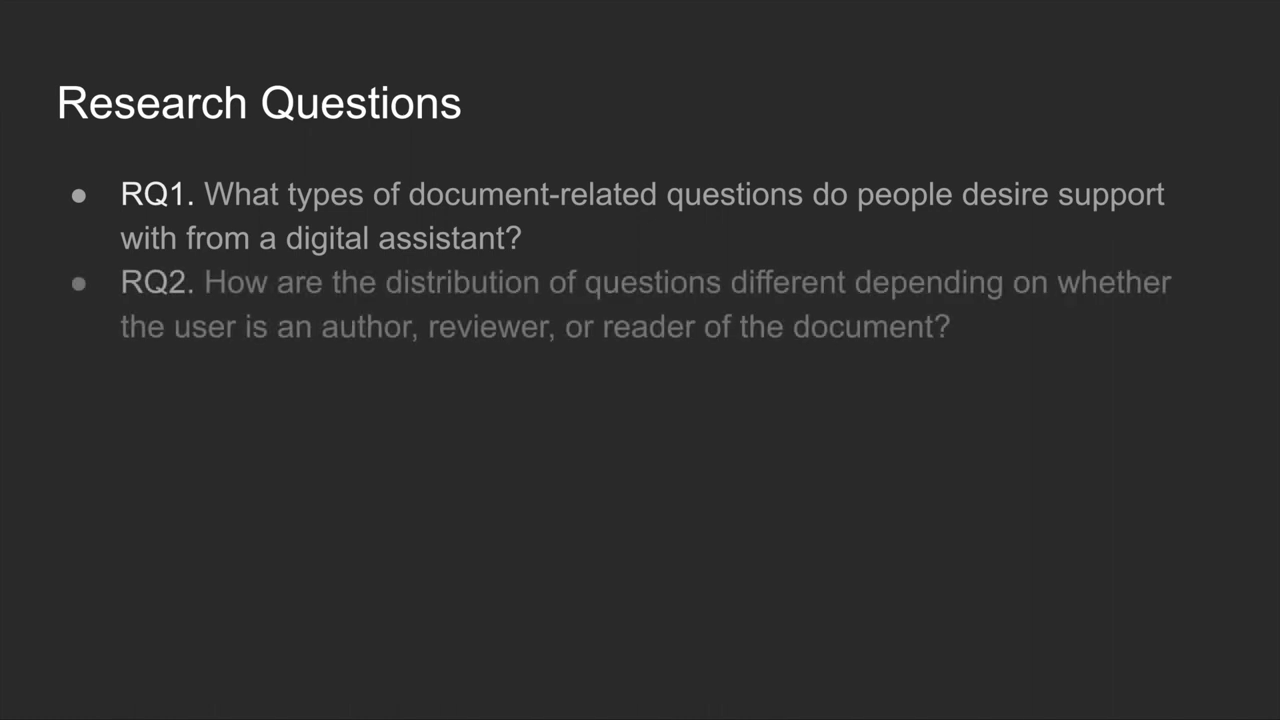 Research Questions
● RQ1. What types of document-related questions do people desire support
with from a digital assistant?
● RQ2. How are the distribution of questions different depending on whether
the user is an author, reviewer, or reader of the document?